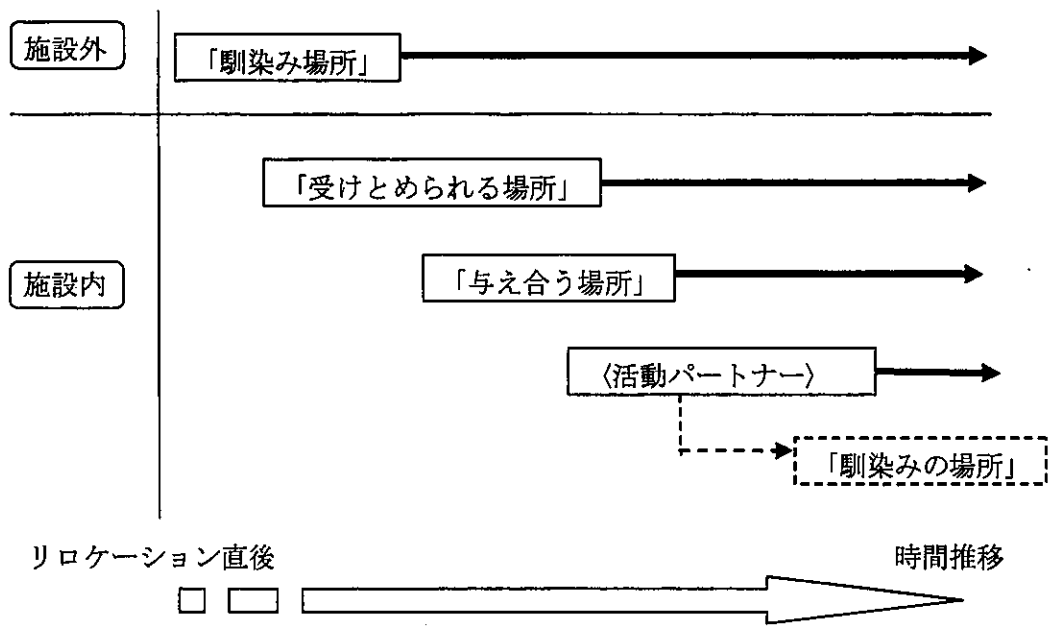 施設外
「馴染み場所」
「受けとめられる場所」
「与え合う場所」
施設内
〈活動パートナー〉
「馴染みの場所」
リロケーション直後
時間推移